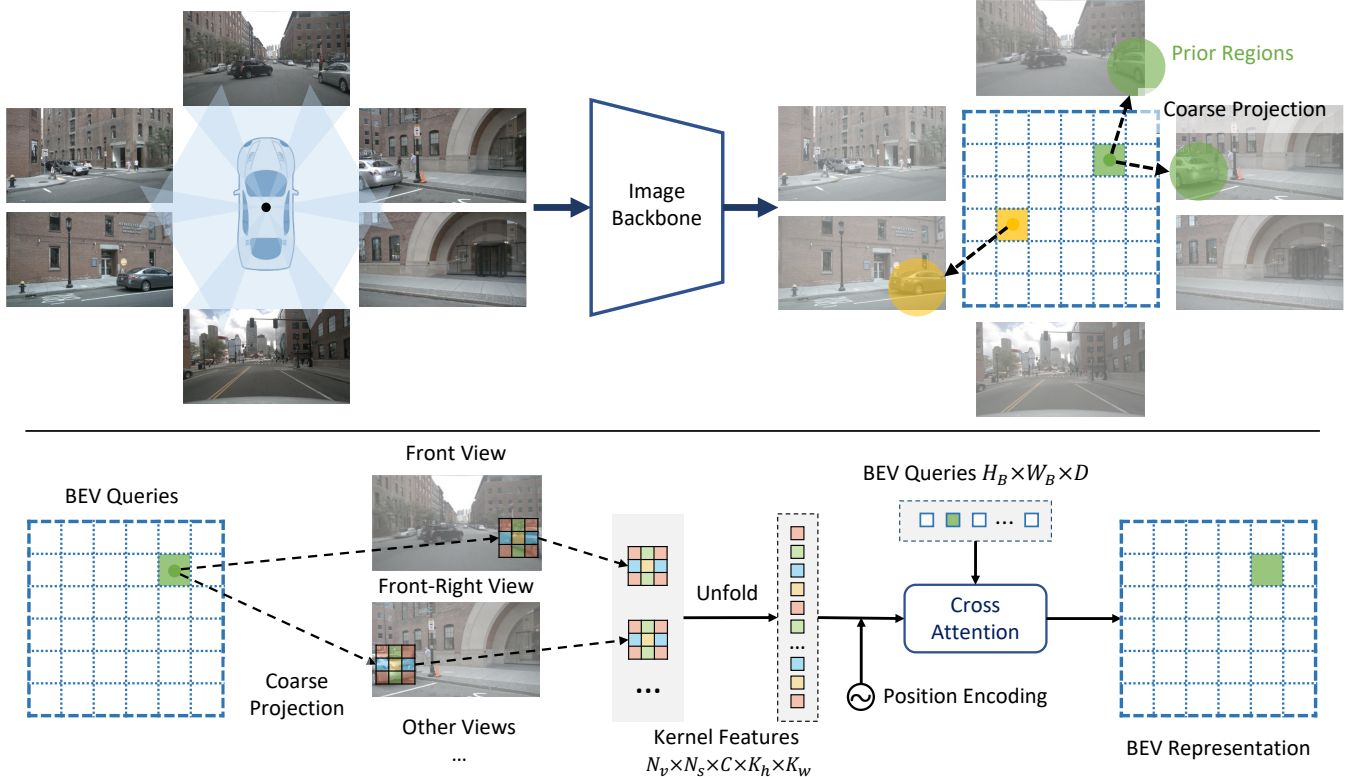 Prior Regions
Coarse Projection
Image
Backbone
Front View
BEV Queries
Front-Right View
Coarse
Projection
Other Views
...
...
Unfold
Kernel Features
N_v×N_s×C×K_h×K_w
...
BEV Queries H_B×W_B×D
...
Cross
Attention
Position Encoding
BEV Representation